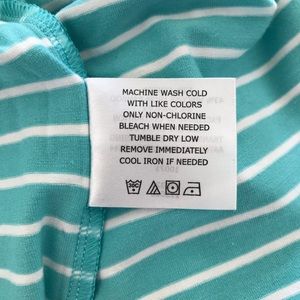 MACHINE WASH COLD
WITH LIKE COLORS
ONLY NON-CHLORINE
BLEACH WHEN NEEDED
TUMBLE DRY LOW
REMOVE IMMEDIATELY
COOL IRON IF NEEDED